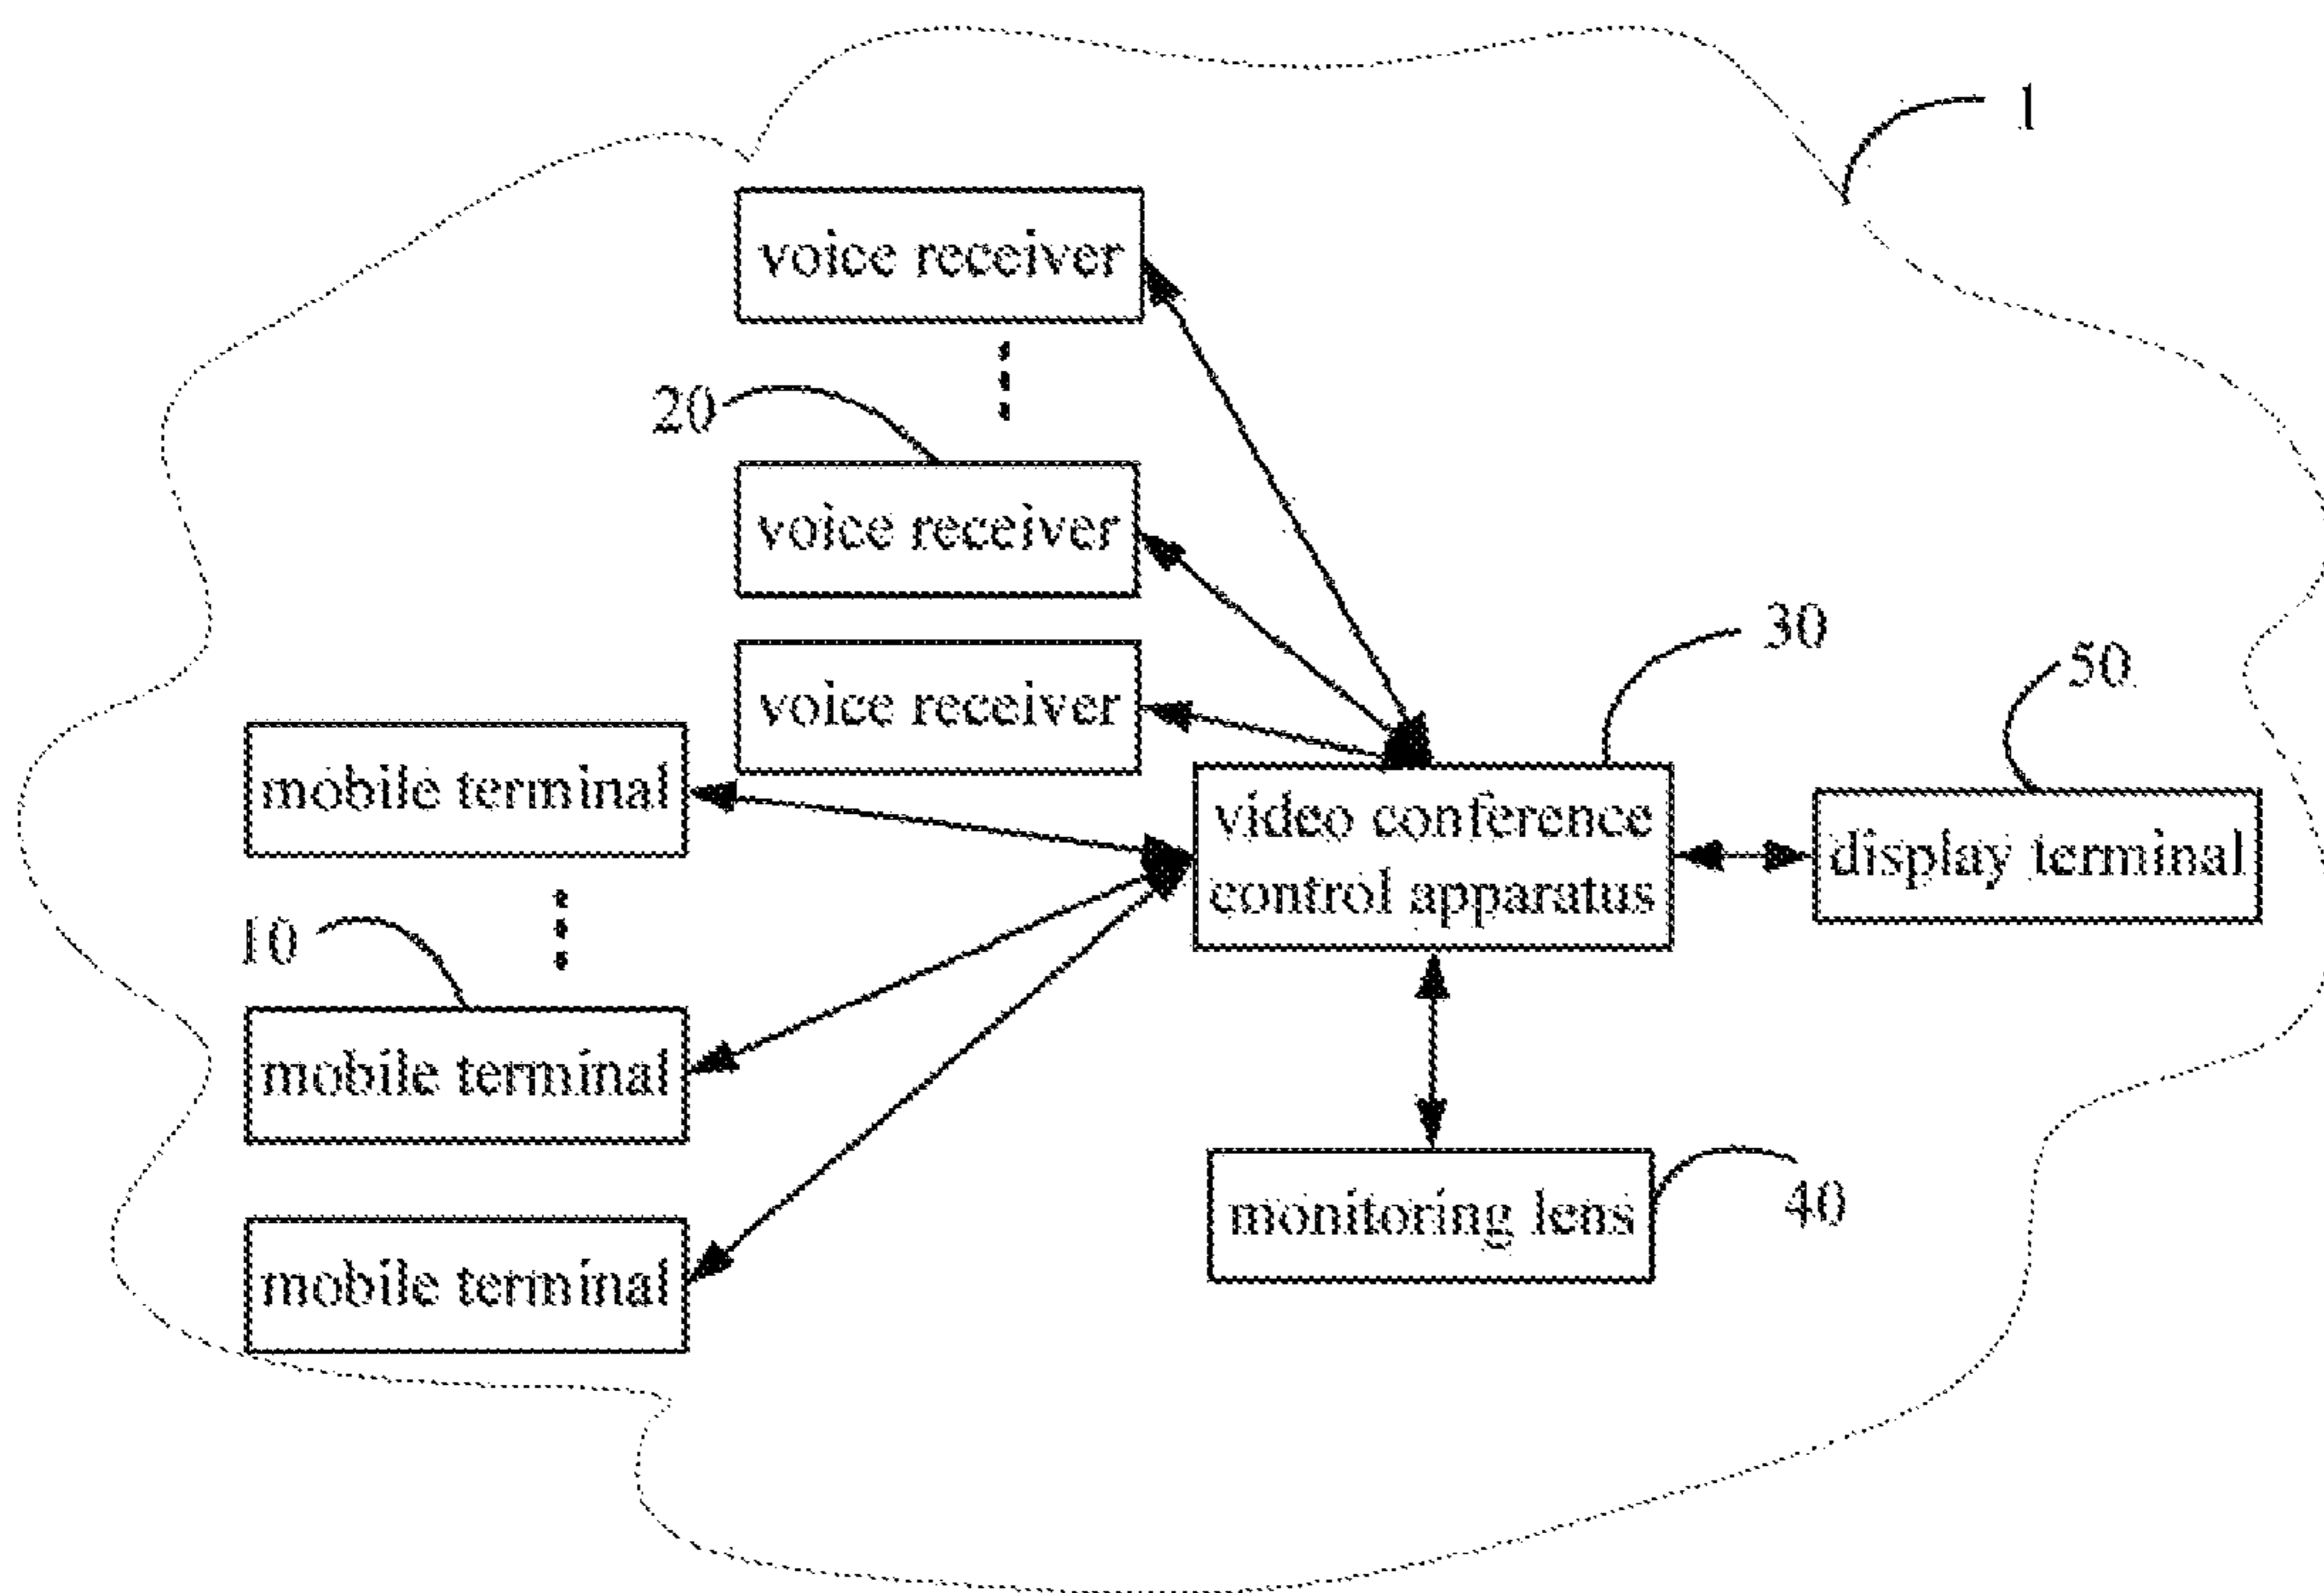 1
voice receiver
20
voice receiver
30
50
voice receiver
mobile terminal
video conference
control apparatus
display terminal
10
mobile terminal
monitoring lens
40
mobile terminal